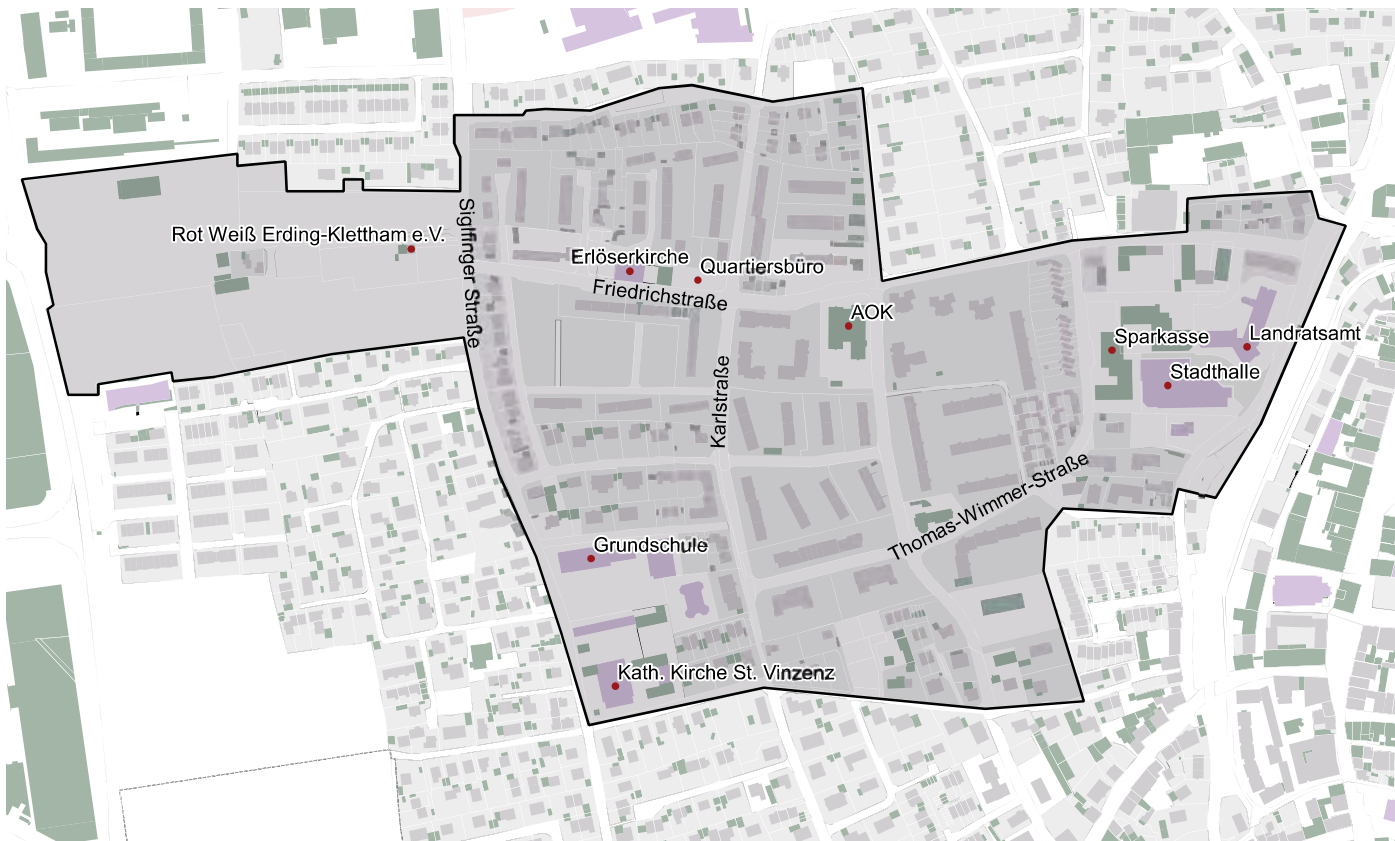 Rot Weiß Erding-Klettham e.V.
Siglfinger Straße
Erlöserkirche
Quartiersbüro
Friedrichstraße
AOK
Sparkasse
Landratsamt
Stadthalle
Karlstraße
Thomas-Wimmer-Straße
Grundschule
Kath. Kirche St. Vinzenz